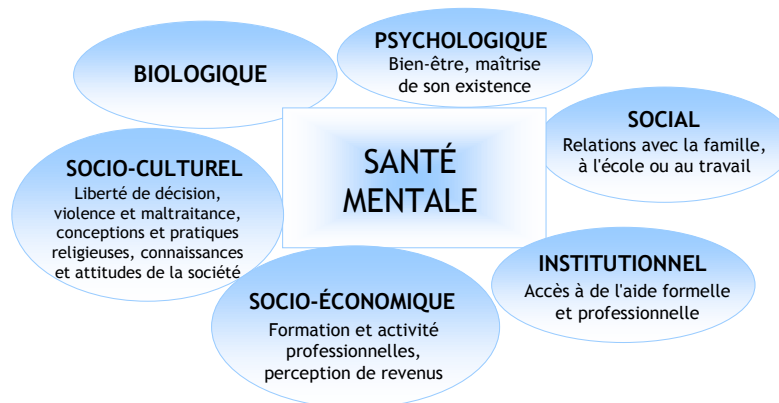 PSYCHOLOGIQUE
Bien-être, maîtrise
de son existence
BIOLOGIQUE
SOCIAL
Relations avec la famille,
à l'école ou au travail
SANTÉ
MENTALE
SOCIO-CULTUREL
Liberté de décision,
violence et maltraitance,
conceptions et pratiques
religieuses, connaissances
et attitudes de la société
INSTITUTIONNEL
Accès à de l'aide formelle
et professionnelle
SOCIO-ÉCONOMIQUE
Formation et activité
professionnelles,
perception de revenus